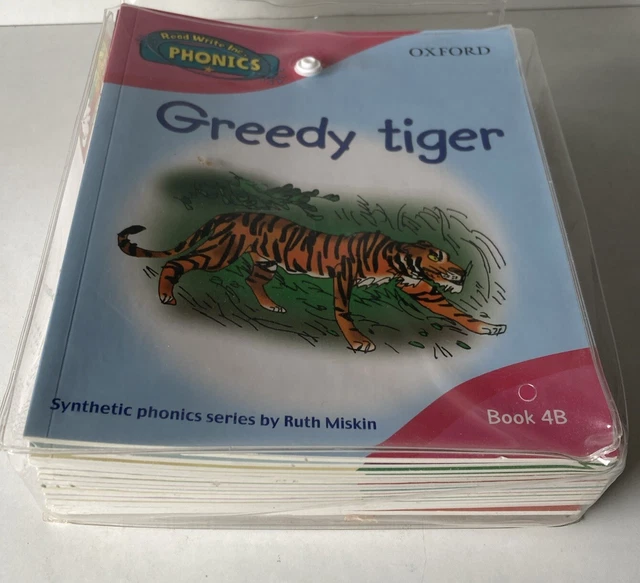 Read Write Inc.
PHONICS
OXFORD
Greedy tiger
Synthetic phonics series by Ruth Miskin
Book 4B